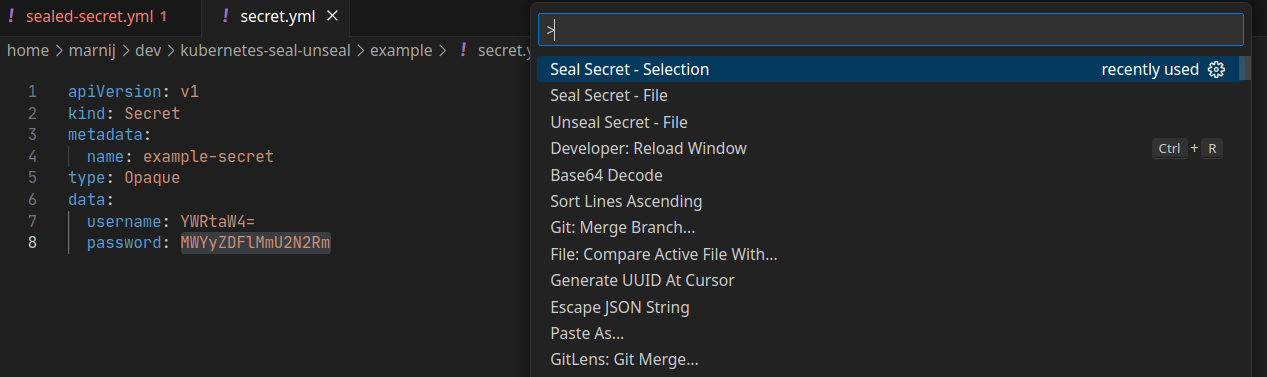 ! sealed-secret.yml 1
! secret.yml ×
home > marnij > dev > kubernetes-seal-unseal > example > ! secret.y
1 apiVersion: v1
2 kind: Secret
3 metadata:
4 name: example-secret
5 type: Opaque
6 data:
7 username: YWRtaW4=
8 password: MWYyZDFlMmU2N2Rm
>
Seal Secret - Selection recently used
Seal Secret - File
Unseal Secret - File
Developer: Reload Window Ctrl + R
Base64 Decode
Sort Lines Ascending
Git: Merge Branch...
File: Compare Active File With...
Generate UUID At Cursor
Escape JSON String
Paste As...
GitLens: Git Merge...